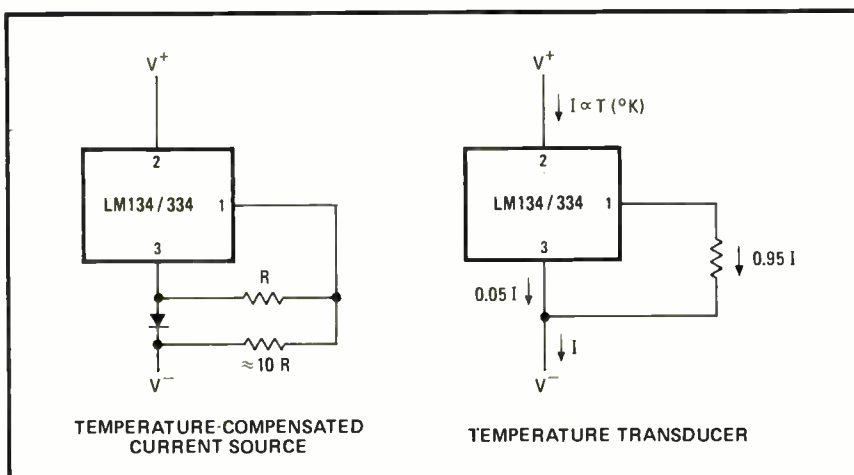 V+
2
LM134/334
1
3
R
≈10 R
V−
TEMPERATURE-COMPENSATED
CURRENT SOURCE
V+
I ∝ T (°K)
2
LM134/334
1
3
0.95 I
0.05 I
I
V−
TEMPERATURE TRANSDUCER